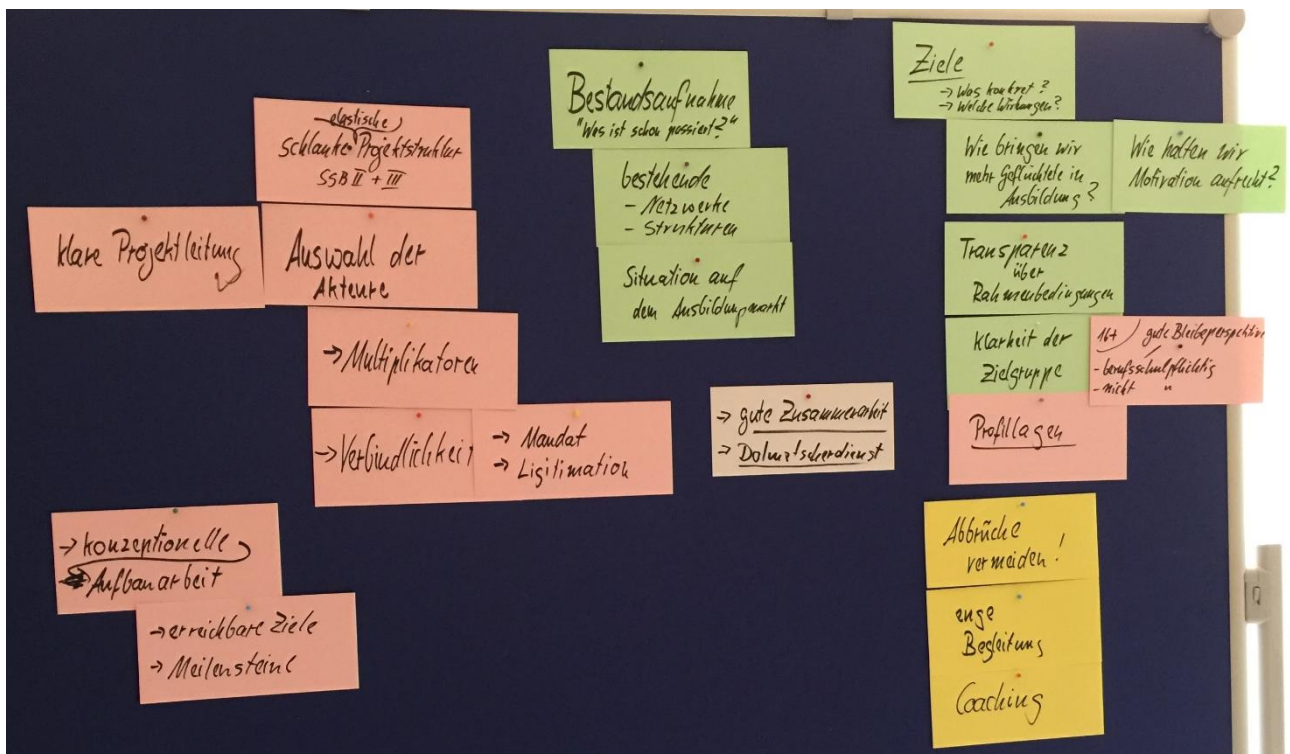 klare Projektleitung
elastische
schlanke Projektstruktur
SGB II + III
Auswahl der
Akteure
→ Multiplikatoren
→ Verbindlichkeit
→ Mandat
→ Ligitimation
→ konzeptionelle
→ Aufbauarbeit
→ erreichbare Ziele
→ Meilensteine
Bestandsaufnahme
"Was ist schon passiert?"
bestehende
- Netzwerke
- Strukturen
Situation auf
dem Ausbildungsmarkt
→ gute Zusammenarbeit
→ Dolmetscherdienst
Ziele
→ Was konkret?
→ Welche Wirkungen?
Wie bringen wir
mehr Geflüchtete in
Ausbildung?
Wie halten wir
Motivation aufrecht?
Transparenz
über
Rahmenbedingungen
Klarheit der
Zielgruppe
16+ / gute Bleibeperspektive
- berufsschulpflichtig
- nicht "
Profillagen
Abbrüche
vermeiden!
enge
Begleitung
Coaching